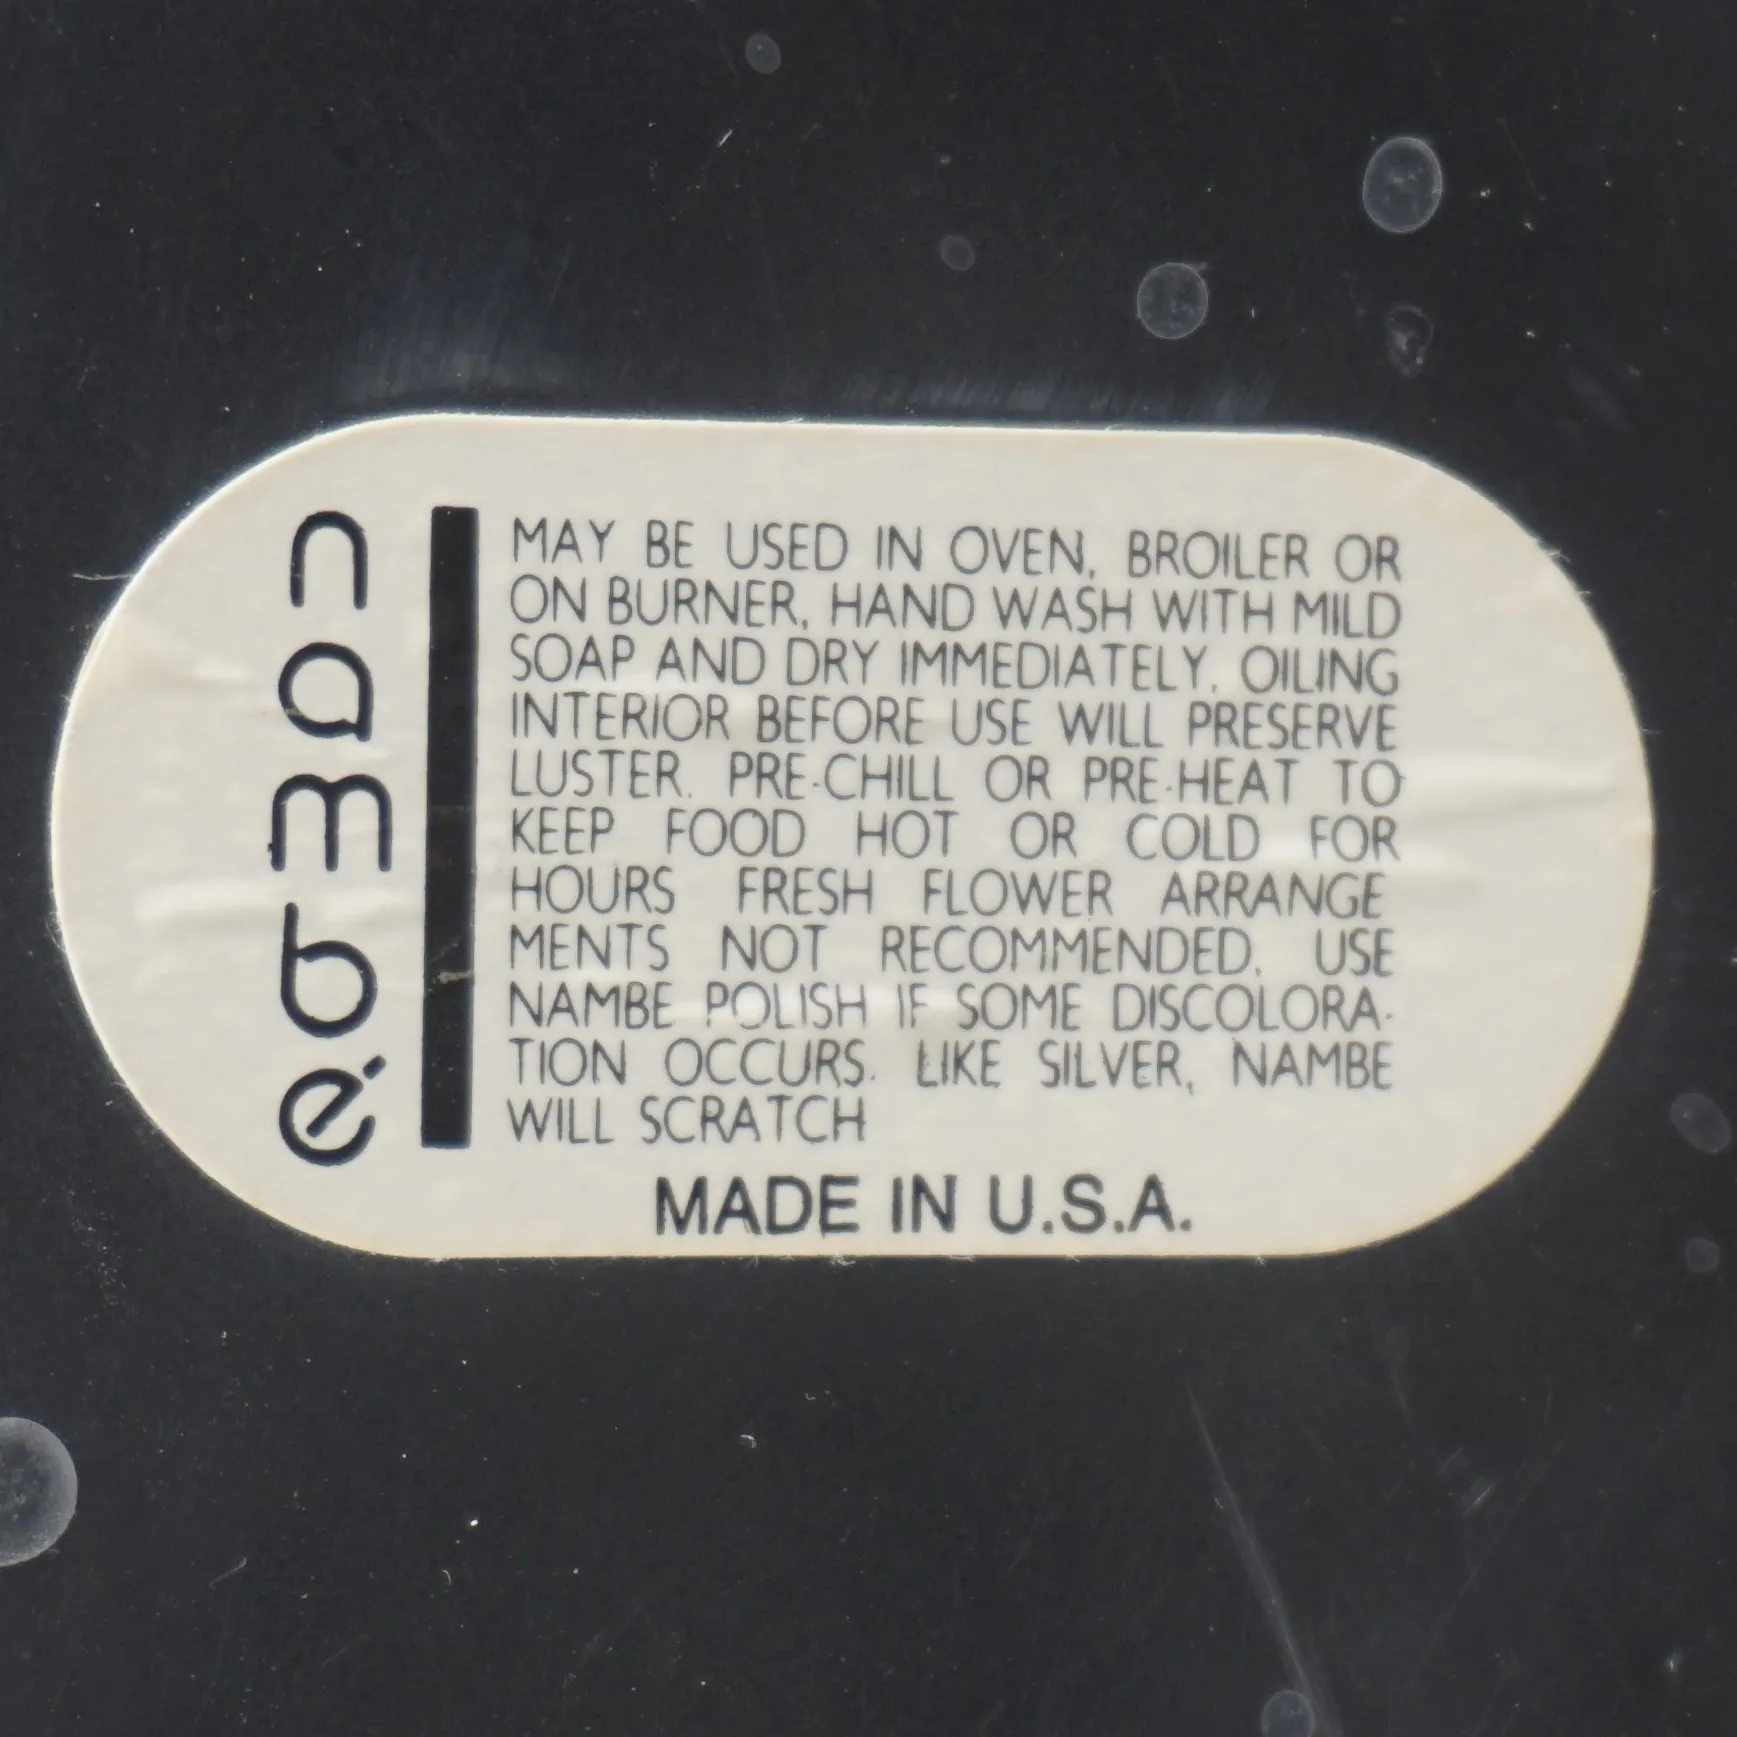 nambé
MAY BE USED IN OVEN, BROILER OR
ON BURNER, HAND WASH WITH MILD
SOAP AND DRY IMMEDIATELY. OILING
INTERIOR BEFORE USE WILL PRESERVE
LUSTER. PRE-CHILL OR PRE-HEAT TO
KEEP FOOD HOT OR COLD FOR
HOURS FRESH FLOWER ARRANGE
MENTS NOT RECOMMENDED. USE
NAMBE POLISH IF SOME DISCOLORA-
TION OCCURS. LIKE SILVER, NAMBE
WILL SCRATCH
MADE IN U.S.A.